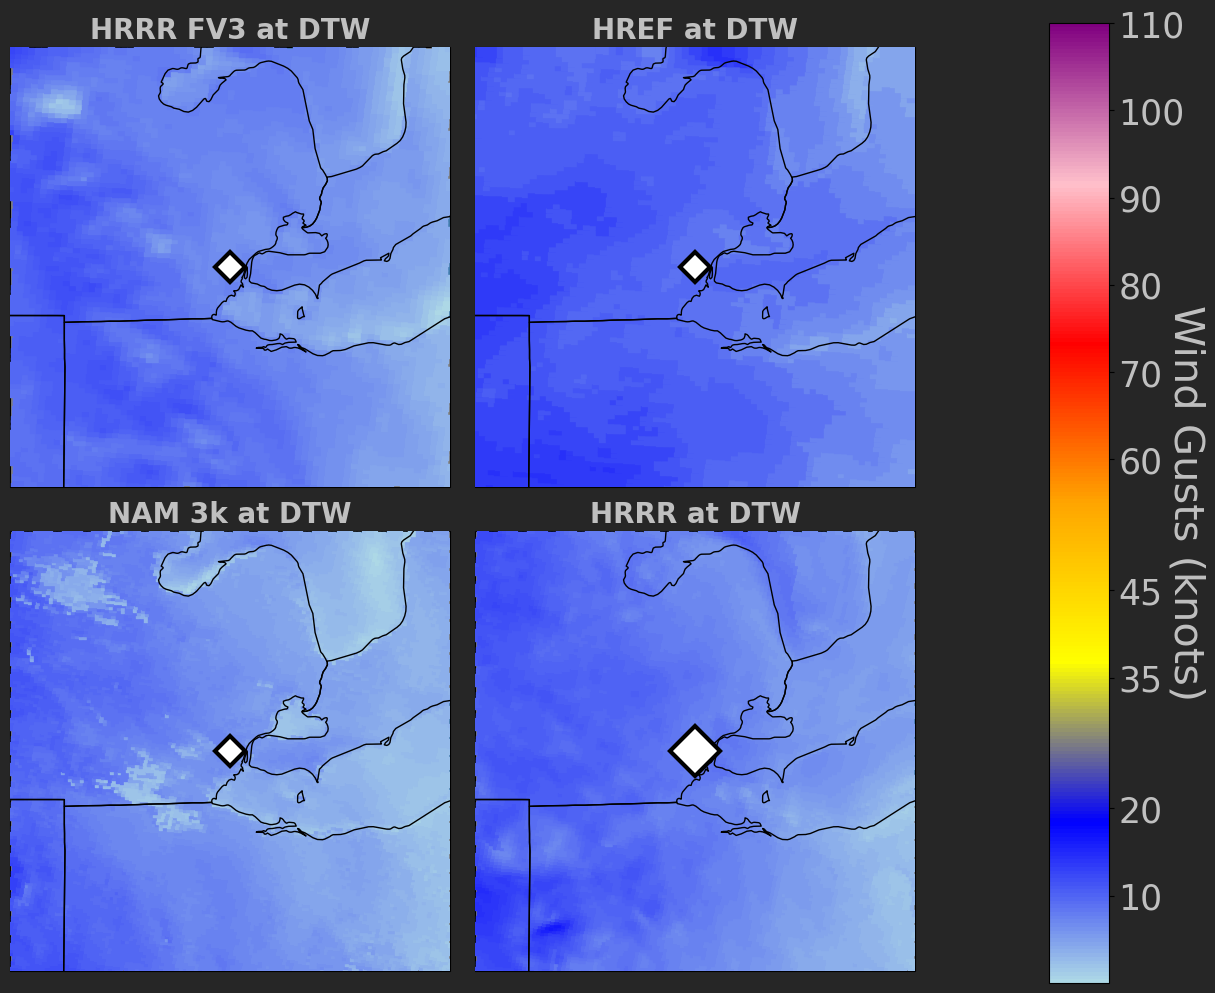 HRRR FV3 at DTW
HREF at DTW
NAM 3k at DTW
HRRR at DTW
110
100
90
80
70
60
45
35
20
10
Wind Gusts (knots)